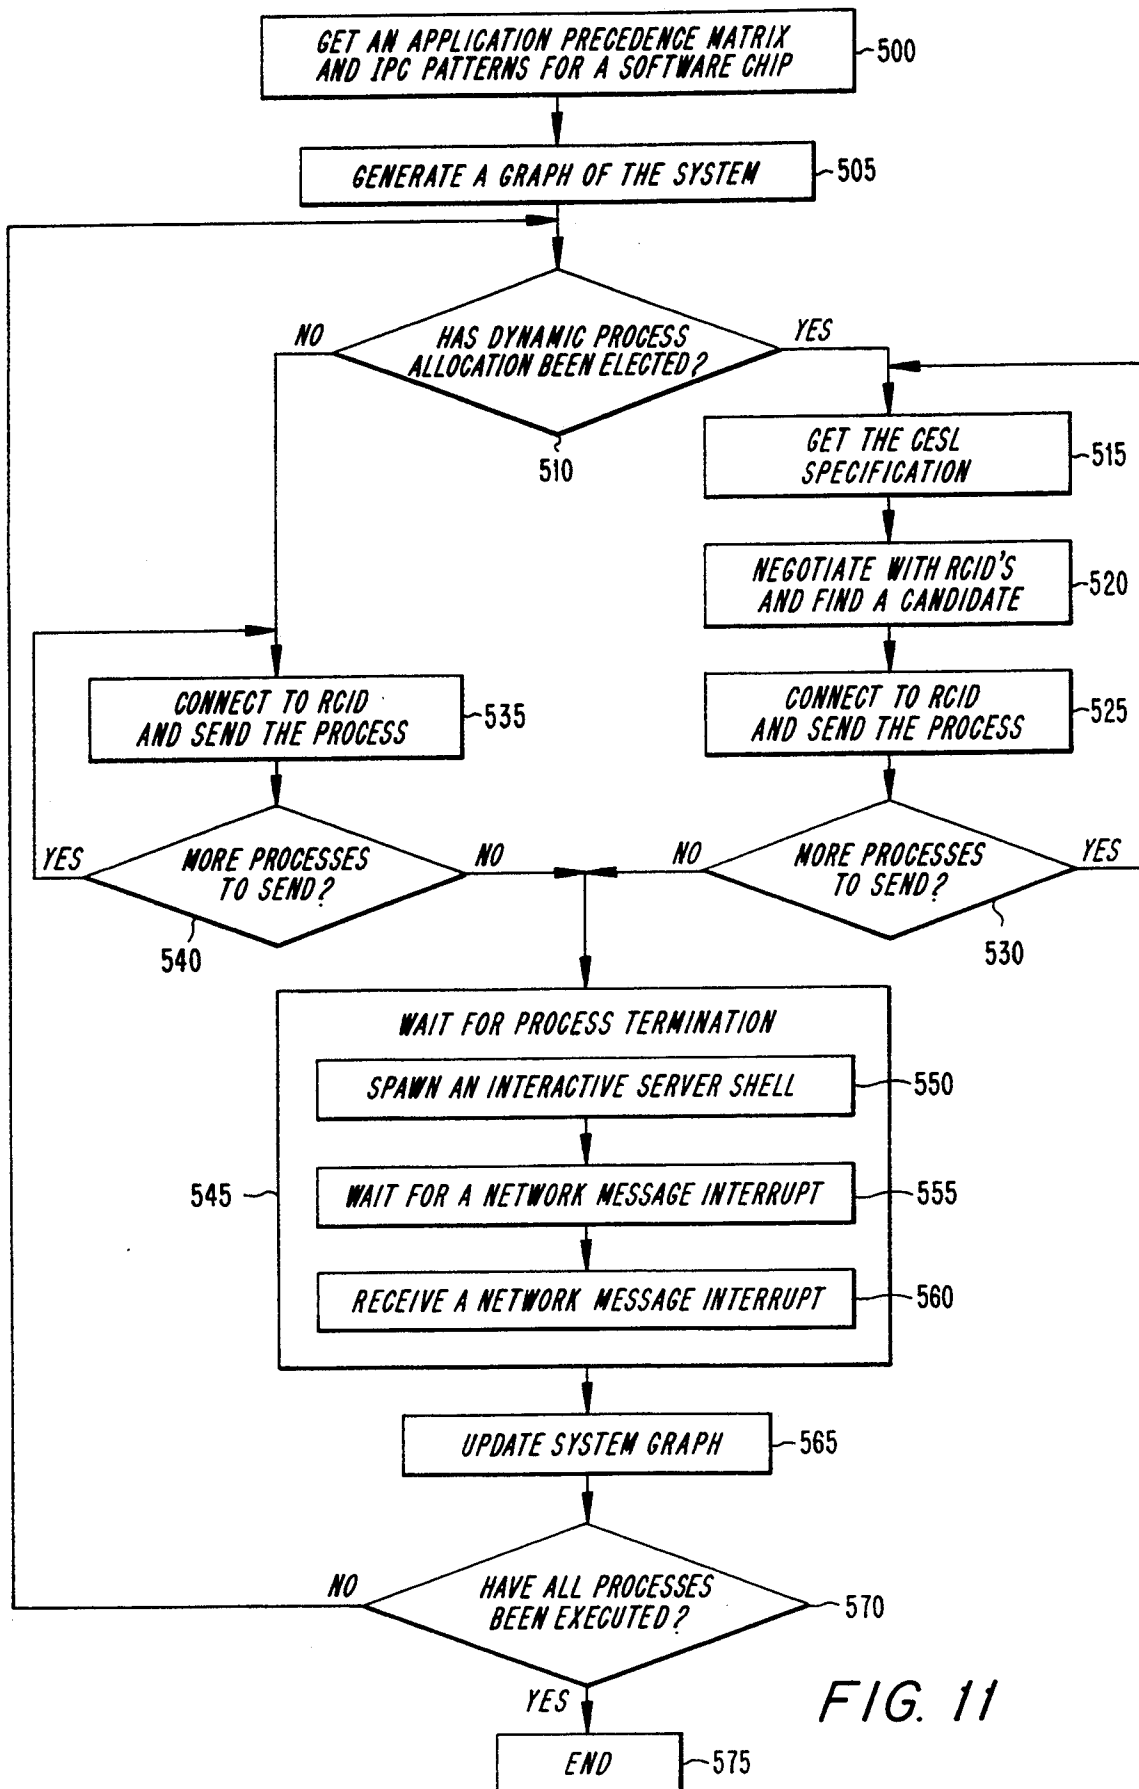 GET AN APPLICATION PRECEDENCE MATRIX
AND IPC PATTERNS FOR A SOFTWARE CHIP
500
GENERATE A GRAPH OF THE SYSTEM
505
HAS DYNAMIC PROCESS
ALLOCATION BEEN ELECTED?
NO
YES
510
GET THE CESL
SPECIFICATION
515
NEGOTIATE WITH RCID'S
AND FIND A CANDIDATE
520
CONNECT TO RCID
AND SEND THE PROCESS
535
CONNECT TO RCID
AND SEND THE PROCESS
525
YES
MORE PROCESSES
TO SEND?
NO
540
NO
MORE PROCESSES
TO SEND?
YES
530
WAIT FOR PROCESS TERMINATION
SPAWN AN INTERACTIVE SERVER SHELL
550
545
WAIT FOR A NETWORK MESSAGE INTERRUPT
555
RECEIVE A NETWORK MESSAGE INTERRUPT
560
UPDATE SYSTEM GRAPH
565
NO
HAVE ALL PROCESSES
BEEN EXECUTED?
570
YES
FIG. 11
END
575